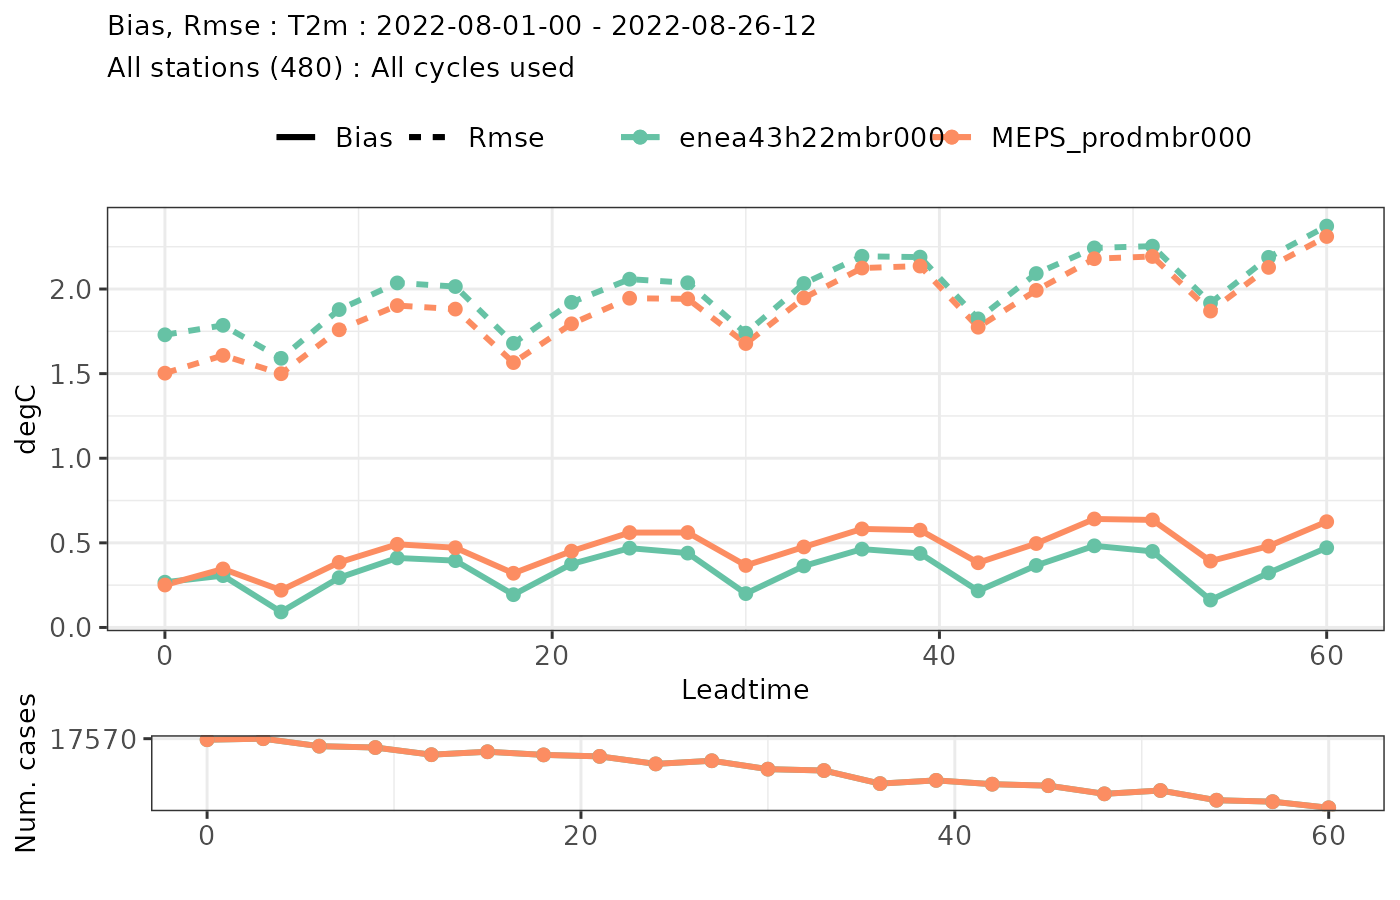 Bias, Rmse : T2m : 2022-08-01-00 - 2022-08-26-12
All stations (480) : All cycles used
Bias Rmse enea43h22mbr000 MEPS_prodmbr000
degC
2.0
1.5
1.0
0.5
0.0
0 20 40 60
Leadtime
Num. cases
17570
0 20 40 60